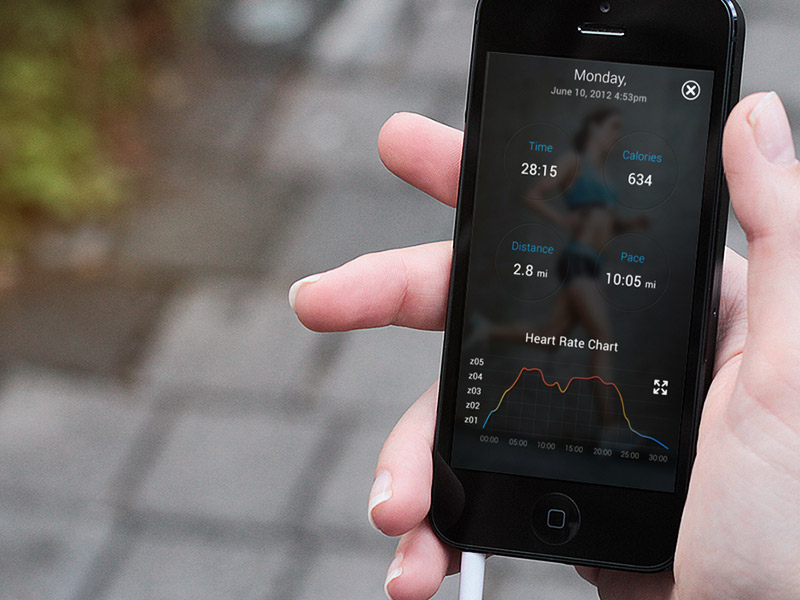 Monday,
June 10, 2012 4:53pm
Time
28:15
Calories
634
Distance
2.8 mi
Pace
10:05 mi
Heart Rate Chart
z05
z04
z03
z02
z01
00:00 05:00 10:00 15:00 20:00 25:00 30:00